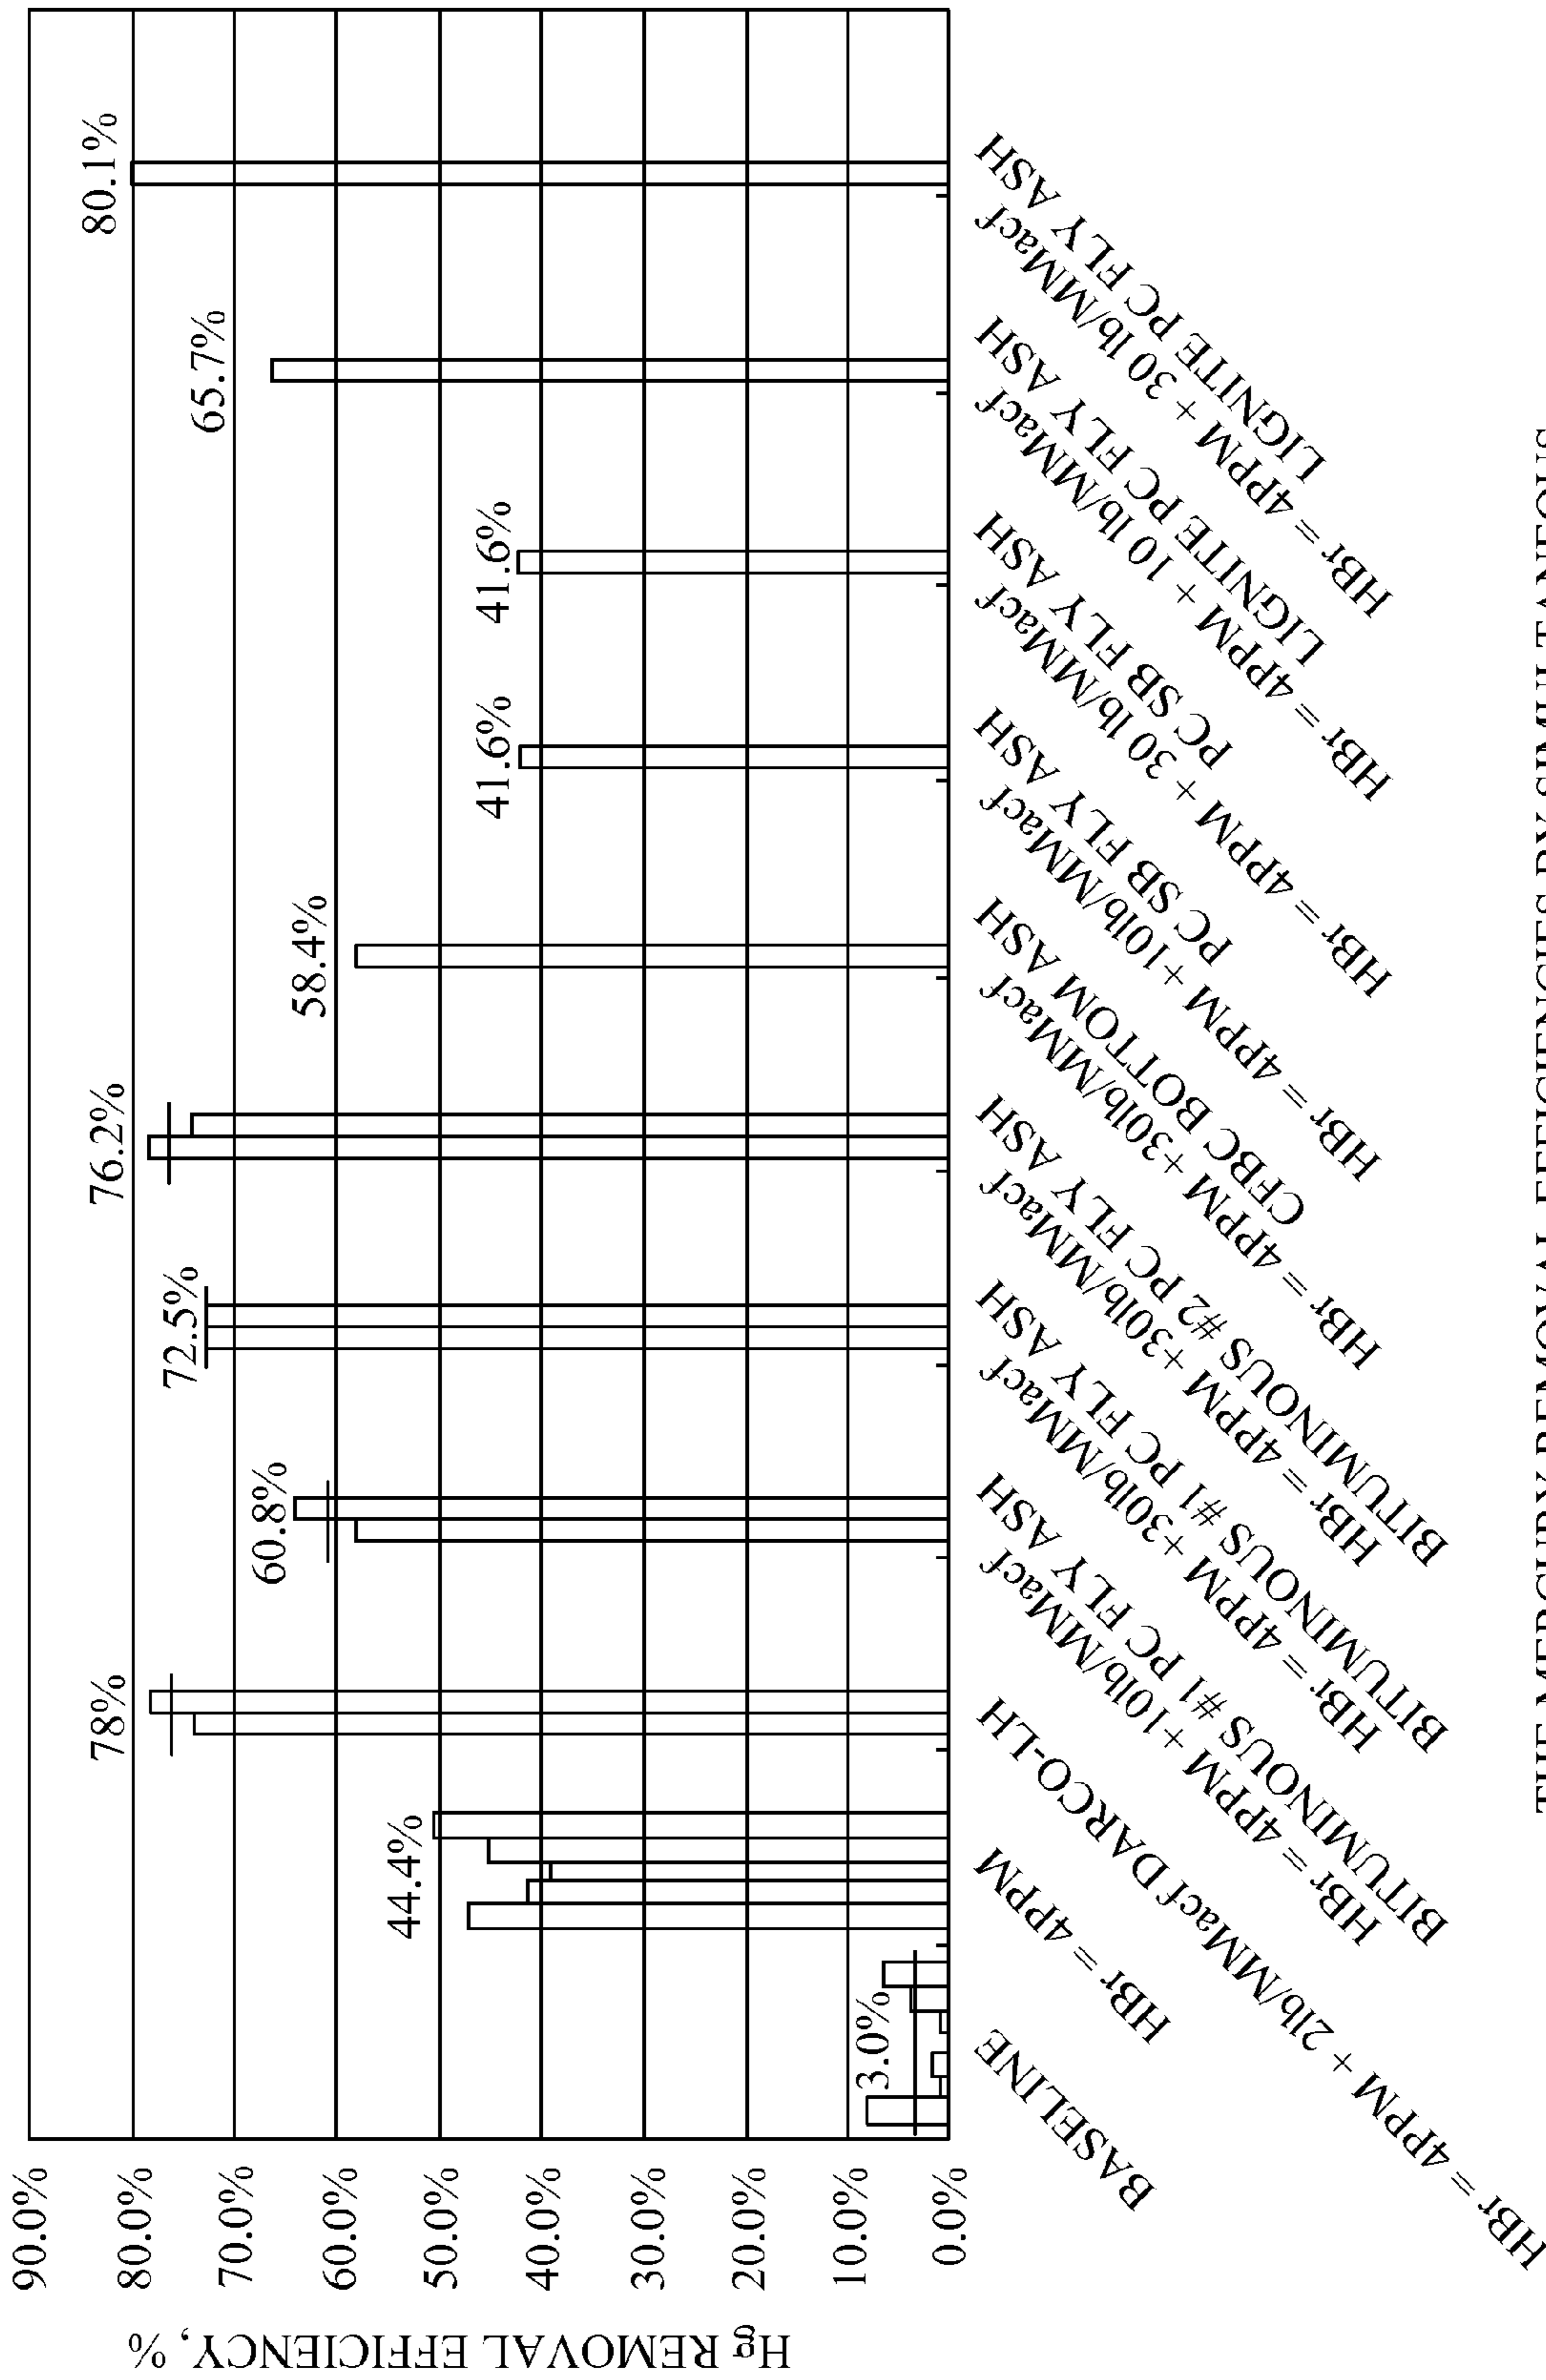 Hg REMOVAL EFFICIENCY, %
90.0%
80.0%
70.0%
60.0%
50.0%
40.0%
30.0%
20.0%
10.0%
0.0%
3.0%
44.4%
78%
60.8%
72.5%
76.2%
58.4%
41.6%
41.6%
65.7%
80.1%
BASELINE
HBr = 4PPM
HBr = 4PPM + 2lb/MMacf DARCO-LH
HBr = 4PPM +10lb/MMacf
BITUMINOUS #1 PC FLY ASH
HBr = 4PPM +30lb/MMacf
BITUMINOUS #1 PC FLY ASH
HBr = 4PPM +30lb/MMacf
BITUMINOUS #2 PC FLY ASH
HBr = 4PPM +30lb/MMacf
CFBC BOTTOM ASH
HBr = 4PPM +10lb/MMacf
PC SB FLY ASH
HBr = 4PPM + 30 lb/MMacf
PC SB FLY ASH
HBr = 4PPM + 10 lb/MMacf
LIGNITE PC FLY ASH
HBr = 4PPM + 30 lb/MMacf
LIGNITE PC FLY ASH
THE MERCURY REMOVAL EFFICIENCIES BY SMULTANEOUS